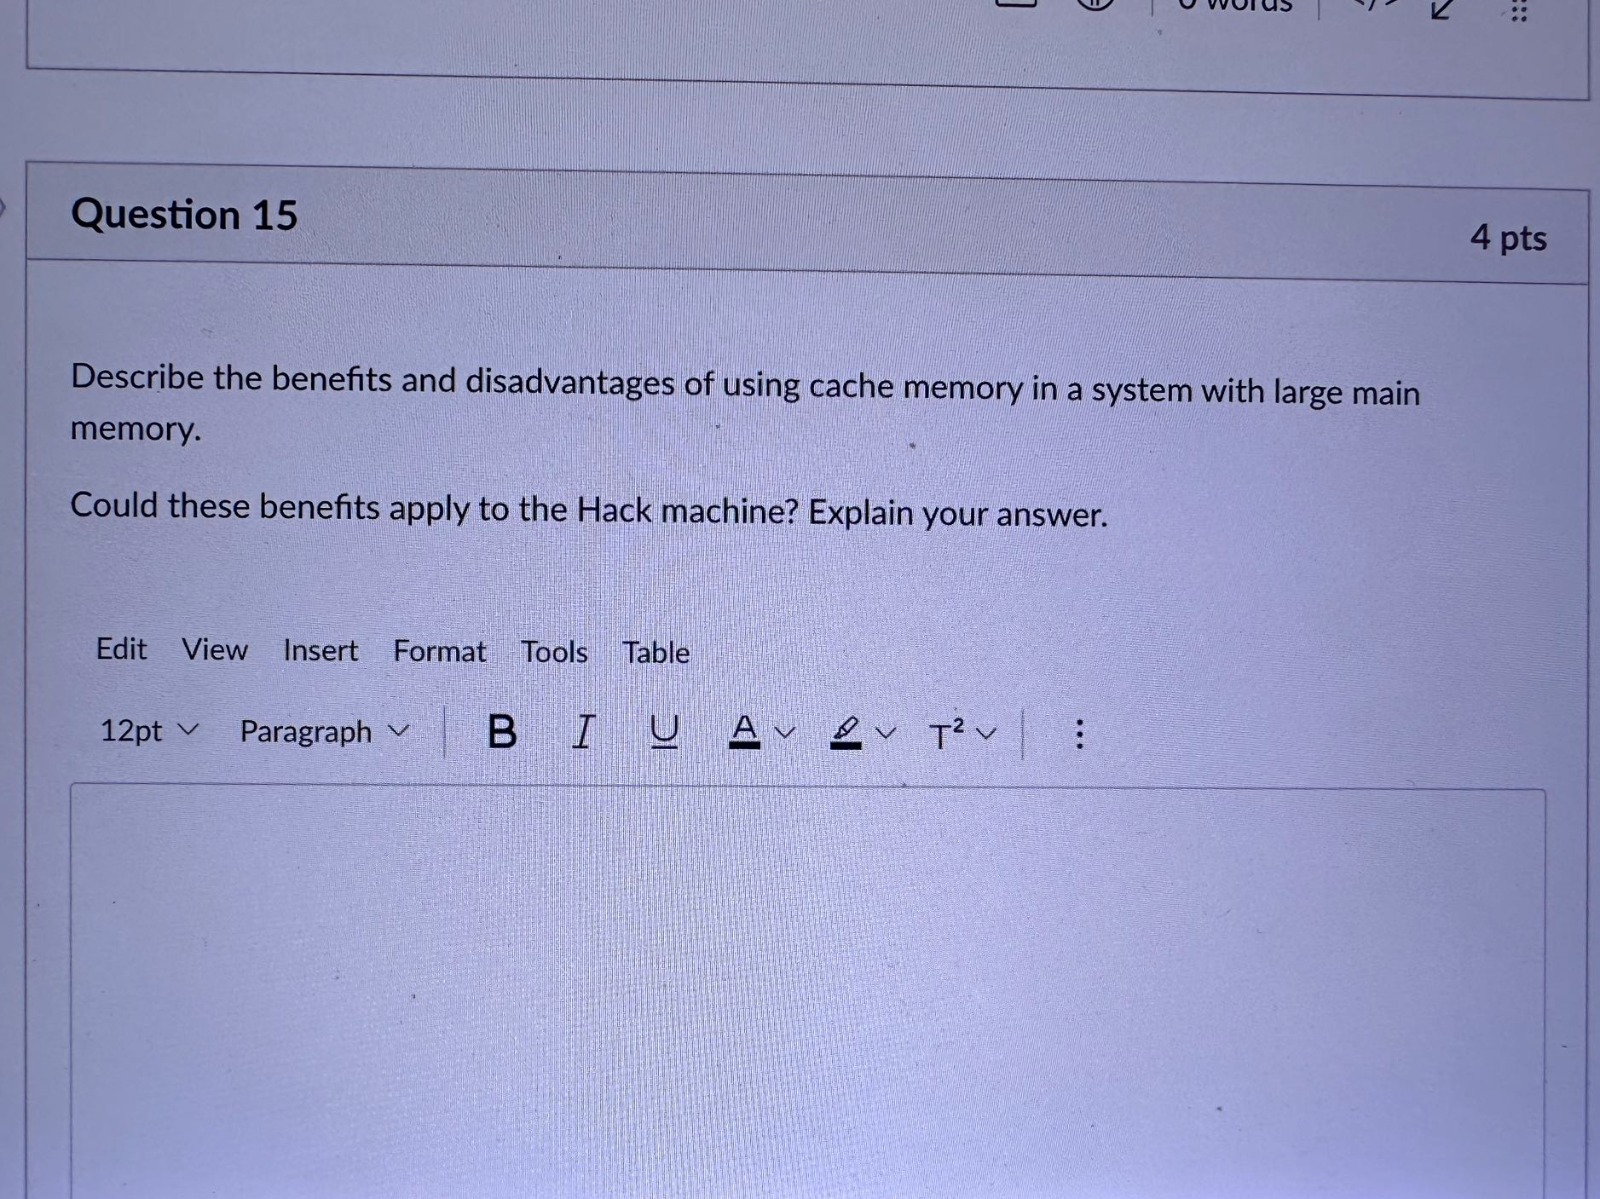 words
Question 15
4 pts
Describe the benefits and disadvantages of using cache memory in a system with large main
memory.
Could these benefits apply to the Hack machine? Explain your answer.
Edit View Insert Format Tools Table
12pt Paragraph B I U A T²